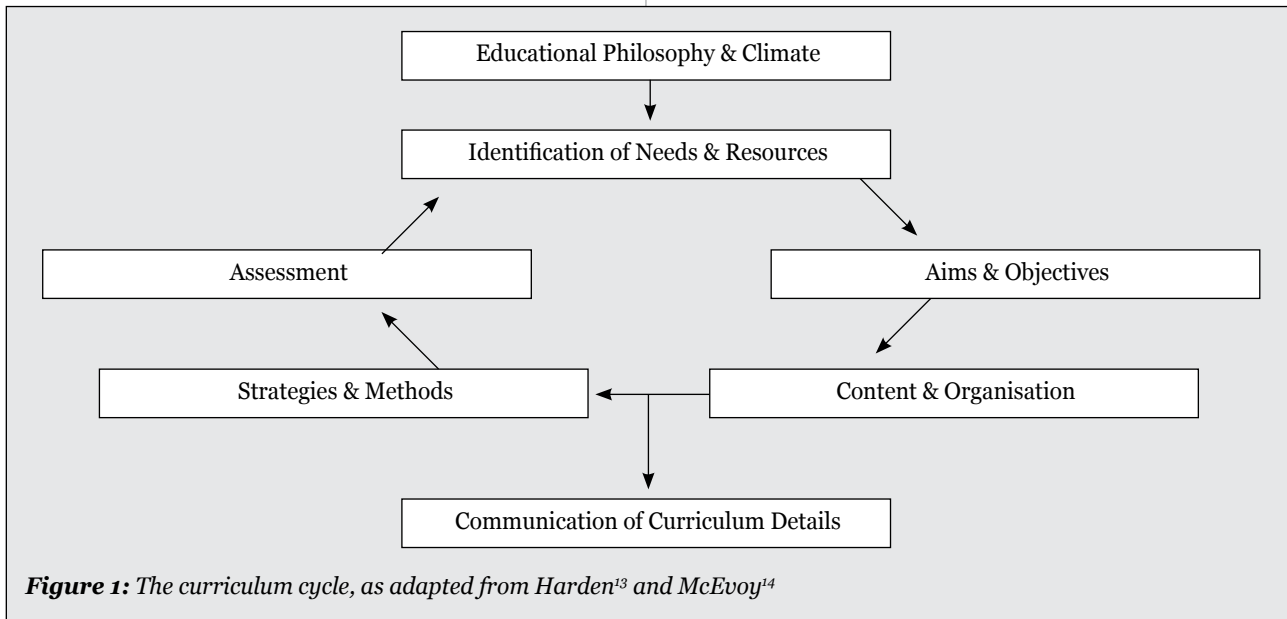 Educational Philosophy & Climate
Identification of Needs & Resources
Assessment
Aims & Objectives
Strategies & Methods
Content & Organisation
Communication of Curriculum Details
Figure 1: The curriculum cycle, as adapted from Harden¹³ and McEvoy¹⁴